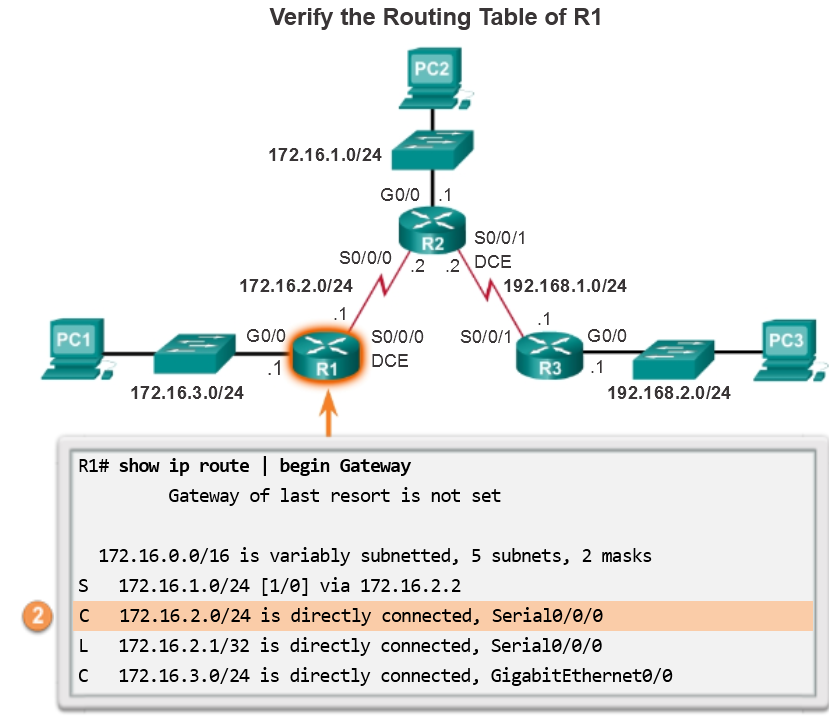 Verify the Routing Table of R1
PC2
172.16.1.0/24
G0/0 .1
R2
S0/0/1
DCE
S0/0/0
.2 .2
172.16.2.0/24
192.168.1.0/24
.1
.1
PC1
G0/0
S0/0/0
DCE
S0/0/1
G0/0
PC3
.1
R1
R3
.1
172.16.3.0/24
192.168.2.0/24
R1# show ip route | begin Gateway
Gateway of last resort is not set
172.16.0.0/16 is variably subnetted, 5 subnets, 2 masks
S 172.16.1.0/24 [1/0] via 172.16.2.2
2
C 172.16.2.0/24 is directly connected, Serial0/0/0
L 172.16.2.1/32 is directly connected, Serial0/0/0
C 172.16.3.0/24 is directly connected, GigabitEthernet0/0